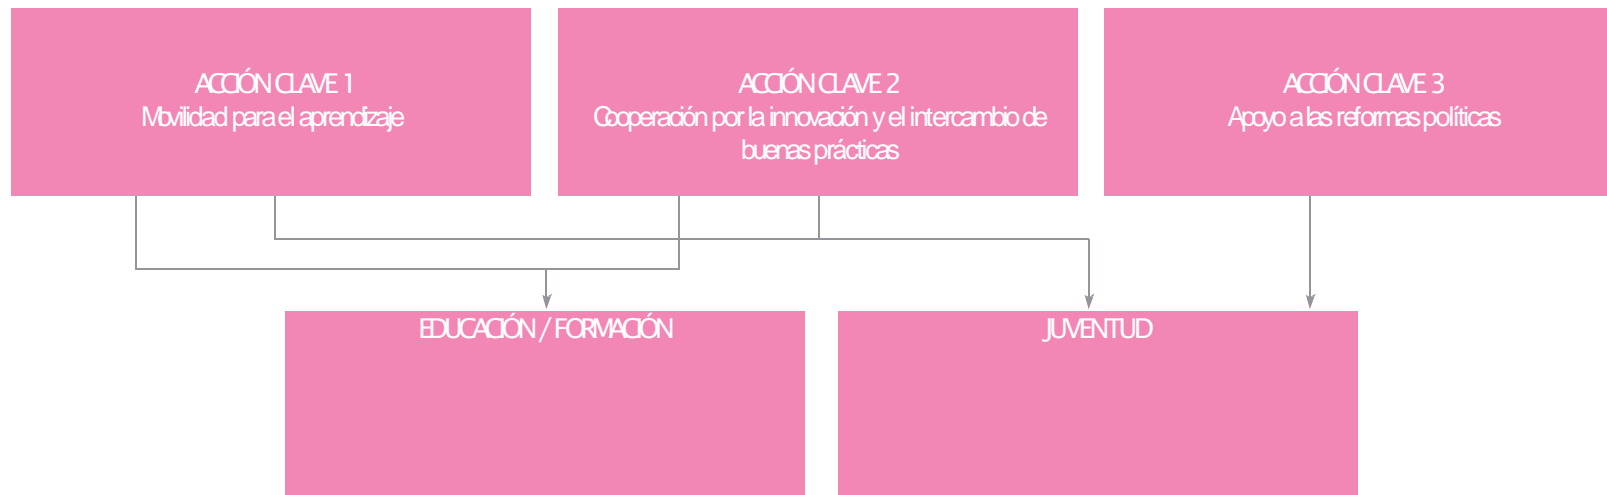 ACCIÓN CLAVE 1
Movilidad para el aprendizaje
ACCIÓN CLAVE 2
Cooperación por la innovación y el intercambio de
buenas prácticas
ACCIÓN CLAVE 3
Apoyo a las reformas políticas
EDUCACIÓN / FORMACIÓN
JUVENTUD